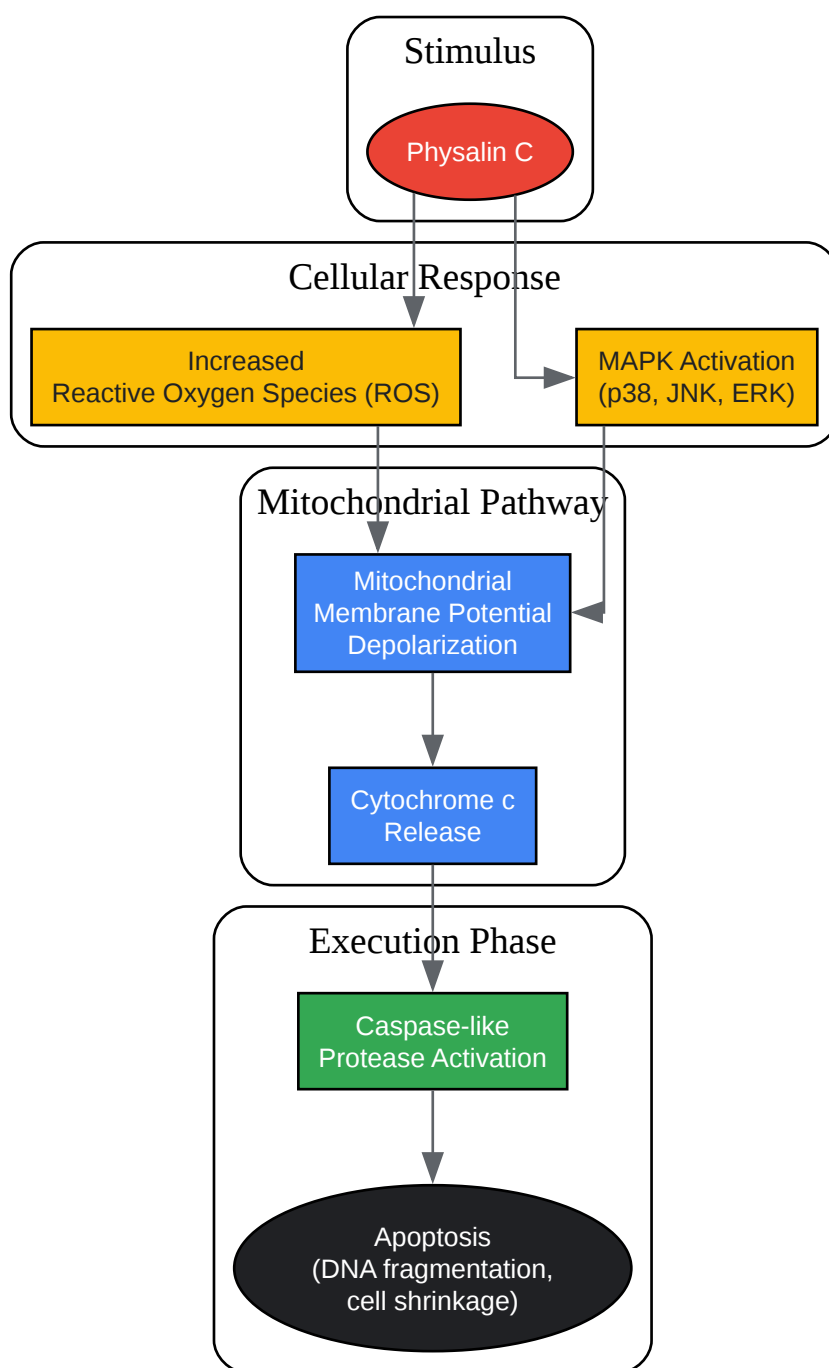 Stimulus
Physalin C
Cellular Response
Increased
Reactive Oxygen Species (ROS)
MAPK Activation
(p38, JNK, ERK)
Mitochondrial Pathway
Mitochondrial
Membrane Potential
Depolarization
Cytochrome c
Release
Execution Phase
Caspase-like
Protease Activation
Apoptosis
(DNA fragmentation,
cell shrinkage)